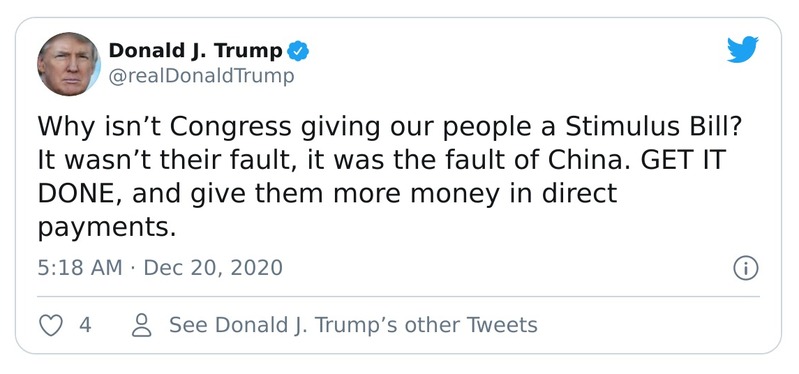 Donald J. Trump
@realDonaldTrump
Why isn’t Congress giving our people a Stimulus Bill?
It wasn’t their fault, it was the fault of China. GET IT
DONE, and give them more money in direct
payments.
5:18 AM · Dec 20, 2020
4 See Donald J. Trump’s other Tweets